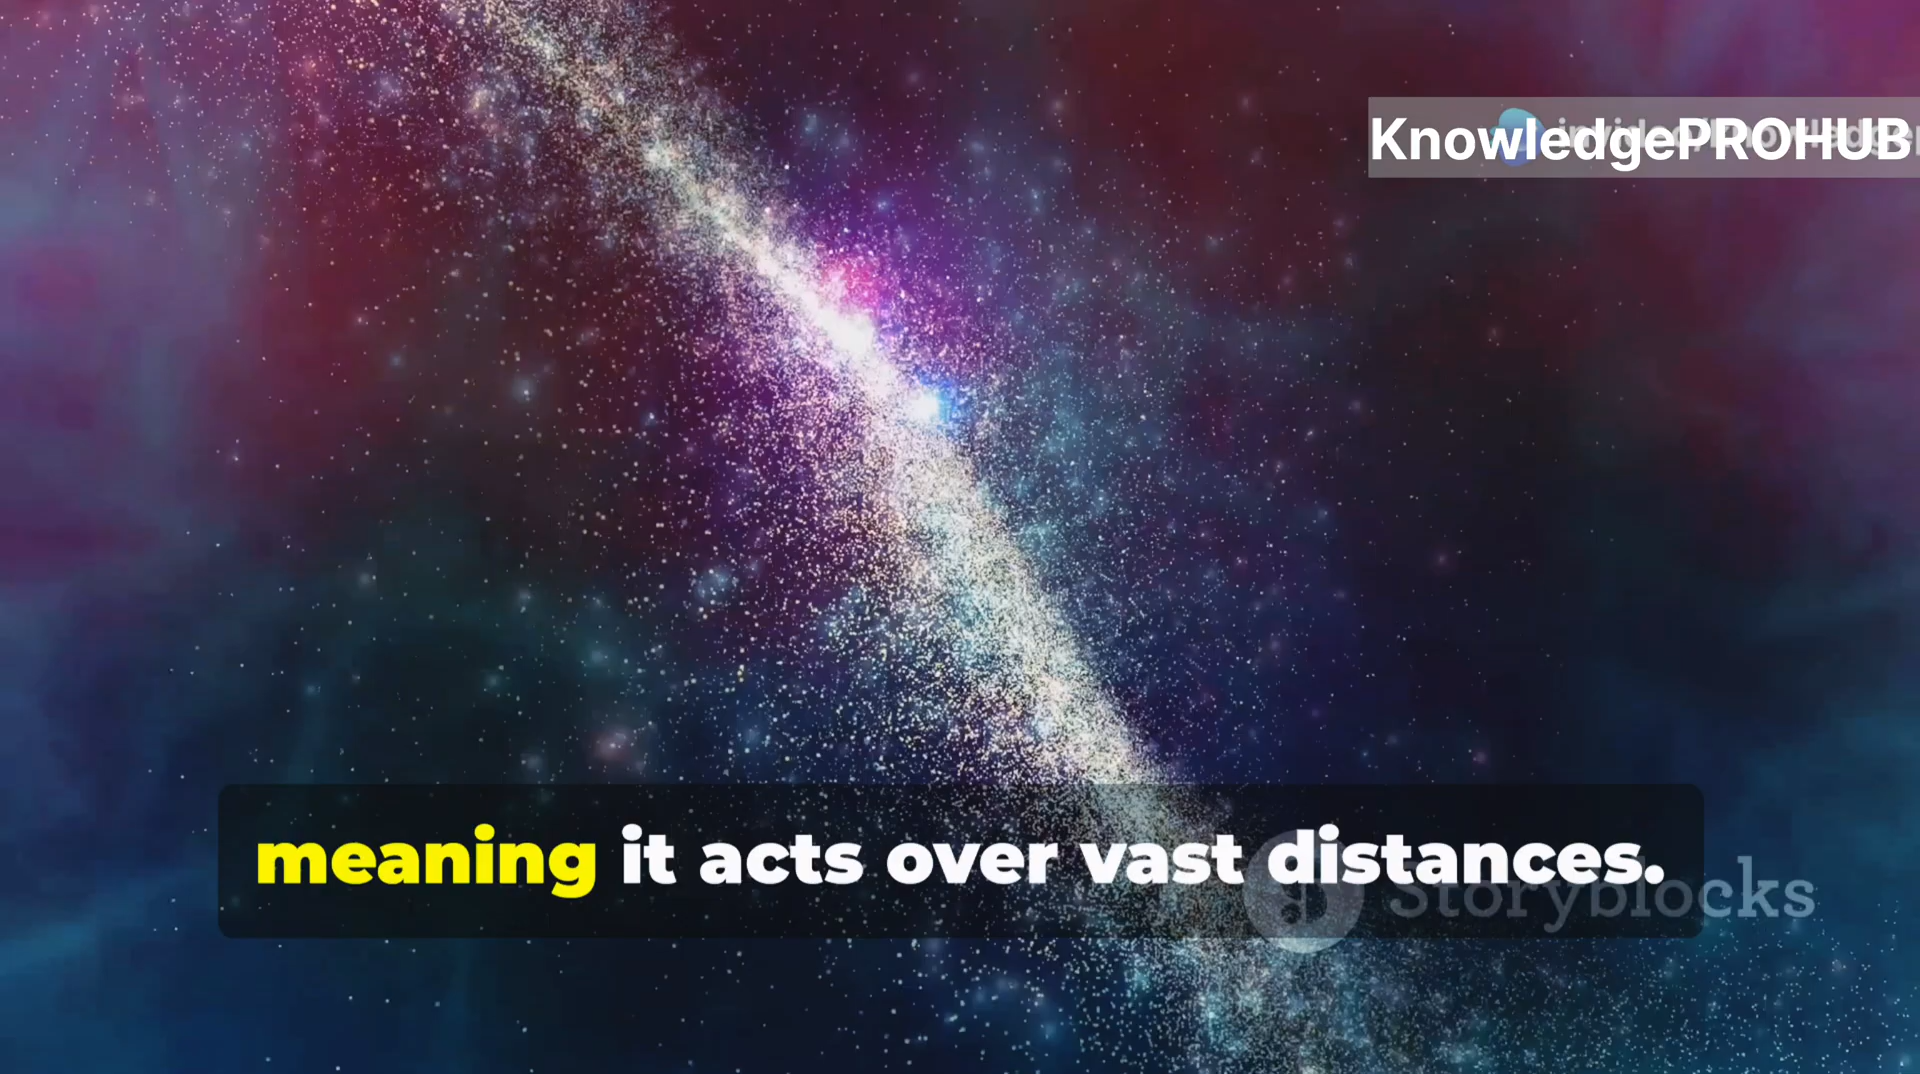 KnowledgePROHUB
meaning it acts over vast distances.
Storyblocks